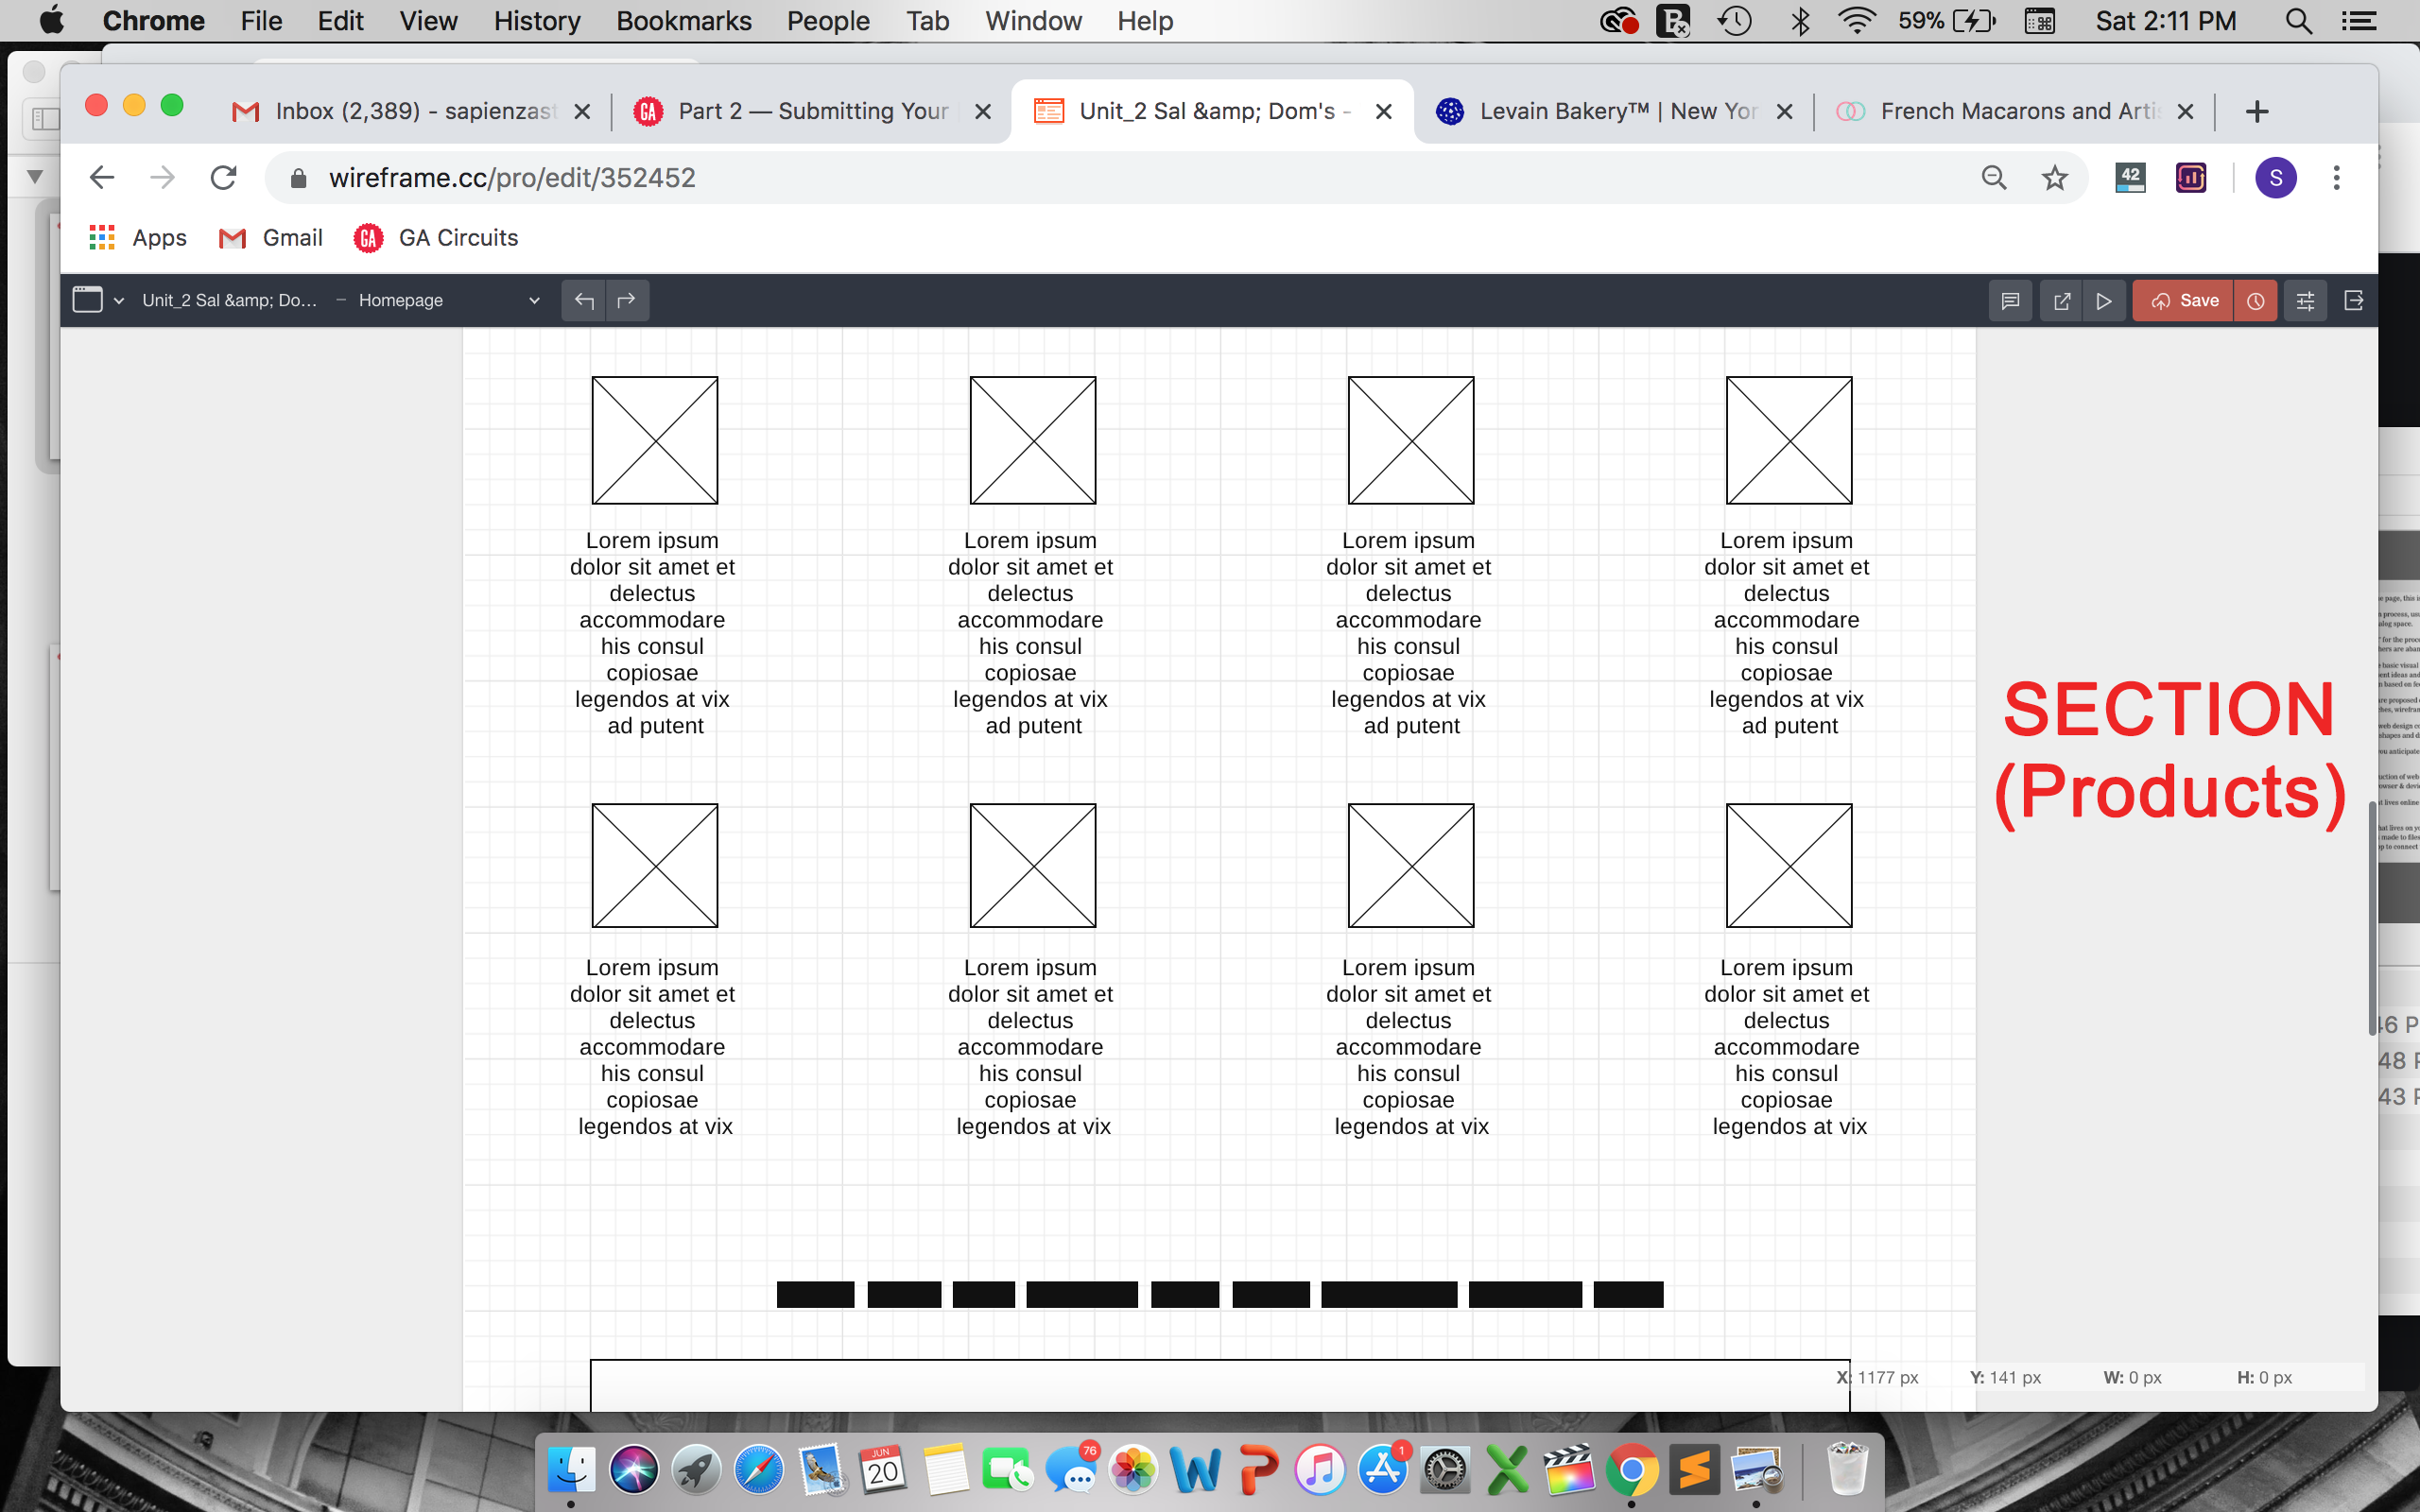 Chrome File Edit View History Bookmarks People Tab Window Help 59% Sat 2:11 PM
Inbox (2,389) - sapienzast Part 2 — Submitting Your Unit_2 Sal &amp; Dom's - Levain Bakery™ | New Yor French Macarons and Arti
wireframe.cc/pro/edit/352452 42 S
Apps Gmail GA GA Circuits
Unit_2 Sal &amp; Do... – Homepage Save
Lorem ipsum Lorem ipsum Lorem ipsum Lorem ipsum
dolor sit amet et dolor sit amet et dolor sit amet et dolor sit amet et
delectus delectus delectus delectus
accommodare accommodare accommodare accommodare
his consul his consul his consul his consul
copiosae copiosae copiosae copiosae
legendos at vix legendos at vix legendos at vix legendos at vix
ad putent ad putent ad putent ad putent
SECTION
(Products)
Lorem ipsum Lorem ipsum Lorem ipsum Lorem ipsum
dolor sit amet et dolor sit amet et dolor sit amet et dolor sit amet et
delectus delectus delectus delectus
accommodare accommodare accommodare accommodare
his consul his consul his consul his consul
copiosae copiosae copiosae copiosae
legendos at vix legendos at vix legendos at vix legendos at vix
X: 1177 px Y: 141 px W: 0 px H: 0 px
JUN
20
76
1